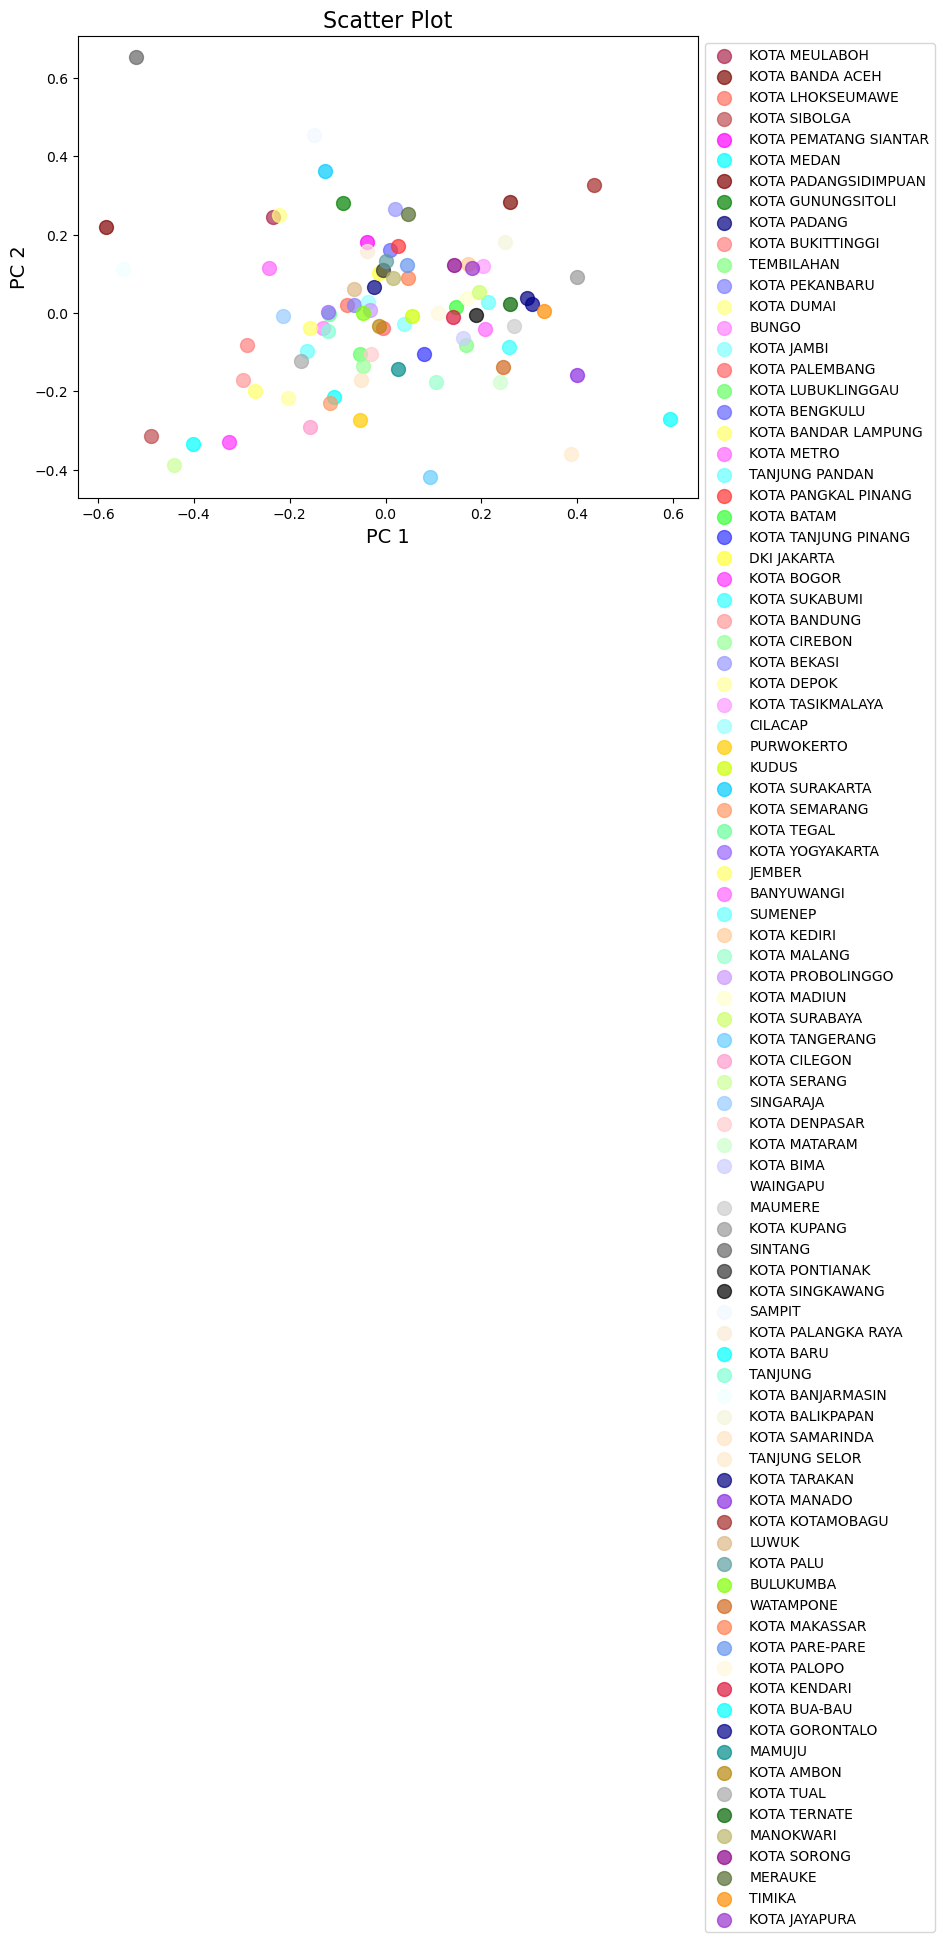 Scatter Plot
PC 2
0.6
0.4
0.2
0.0
−0.2
−0.4
−0.6
−0.4
−0.2
0.0
0.2
0.4
0.6
PC 1
KOTA MEULABOH
KOTA BANDA ACEH
KOTA LHOKSEUMAWE
KOTA SIBOLGA
KOTA PEMATANG SIANTAR
KOTA MEDAN
KOTA PADANGSIDIMPUAN
KOTA GUNUNGSITOLI
KOTA PADANG
KOTA BUKITTINGGI
TEMBILAHAN
KOTA PEKANBARU
KOTA DUMAI
BUNGO
KOTA JAMBI
KOTA PALEMBANG
KOTA LUBUKLINGGAU
KOTA BENGKULU
KOTA BANDAR LAMPUNG
KOTA METRO
TANJUNG PANDAN
KOTA PANGKAL PINANG
KOTA BATAM
KOTA TANJUNG PINANG
DKI JAKARTA
KOTA BOGOR
KOTA SUKABUMI
KOTA BANDUNG
KOTA CIREBON
KOTA BEKASI
KOTA DEPOK
KOTA TASIKMALAYA
CILACAP
PURWOKERTO
KUDUS
KOTA SURAKARTA
KOTA SEMARANG
KOTA TEGAL
KOTA YOGYAKARTA
JEMBER
BANYUWANGI
SUMENEP
KOTA KEDIRI
KOTA MALANG
KOTA PROBOLINGGO
KOTA MADIUN
KOTA SURABAYA
KOTA TANGERANG
KOTA CILEGON
KOTA SERANG
SINGARAJA
KOTA DENPASAR
KOTA MATARAM
KOTA BIMA
WAINGAPU
MAUMERE
KOTA KUPANG
SINTANG
KOTA PONTIANAK
KOTA SINGKAWANG
SAMPIT
KOTA PALANGKA RAYA
KOTA BARU
TANJUNG
KOTA BANJARMASIN
KOTA BALIKPAPAN
KOTA SAMARINDA
TANJUNG SELOR
KOTA TARAKAN
KOTA MANADO
KOTA KOTAMOBAGU
LUWUK
KOTA PALU
BULUKUMBA
WATAMPONE
KOTA MAKASSAR
KOTA PARE-PARE
KOTA PALOPO
KOTA KENDARI
KOTA BUA-BAU
KOTA GORONTALO
MAMUJU
KOTA AMBON
KOTA TUAL
KOTA TERNATE
MANOKWARI
KOTA SORONG
MERAUKE
TIMIKA
KOTA JAYAPURA